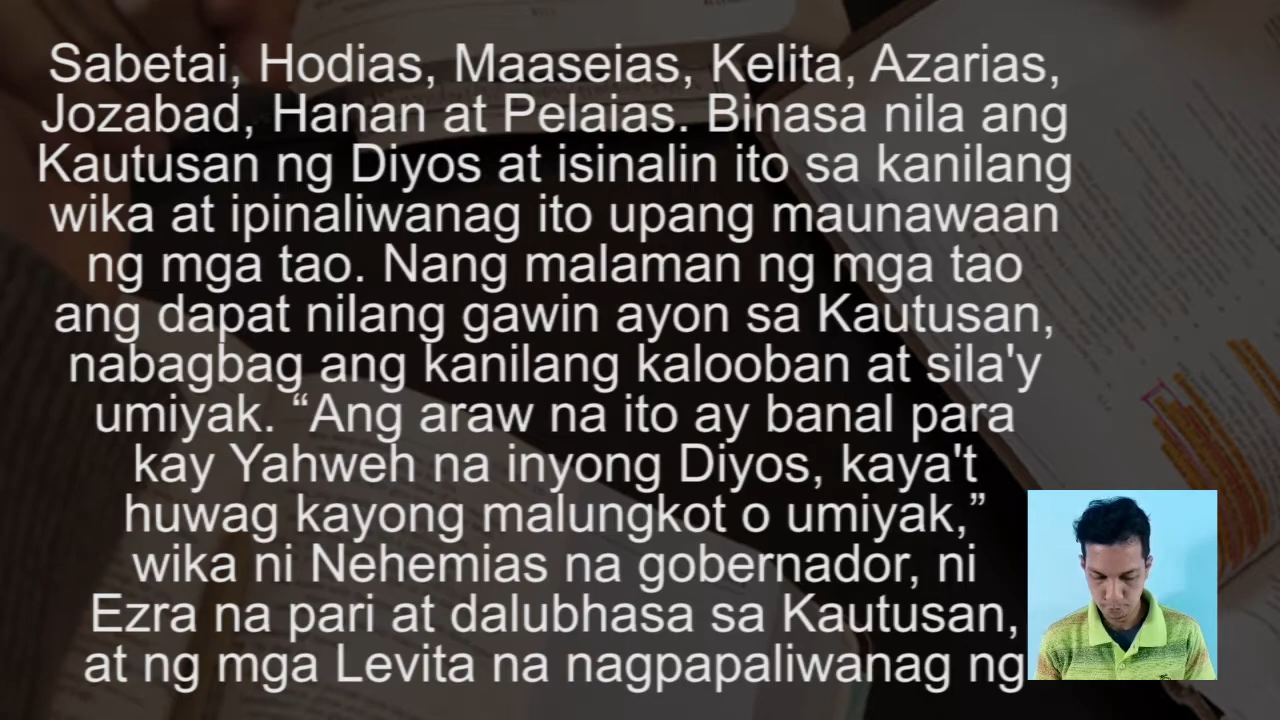 Sabetai, Hodias, Maaseias, Kelita, Azarias,
Jozabad, Hanan at Pelaias. Binasa nila ang
Kautusan ng Diyos at isinalin ito sa kanilang
wika at ipinaliwanag ito upang maunawaan
ng mga tao. Nang malaman ng mga tao
ang dapat nilang gawin ayon sa Kautusan,
nabagbag ang kanilang kalooban at sila'y
umiyak. “Ang araw na ito ay banal para
kay Yahweh na inyong Diyos, kaya't
huwag kayong malungkot o umiyak,”
wika ni Nehemias na gobernador, ni
Ezra na pari at dalubhasa sa Kautusan,
at ng mga Levita na nagpapaliwanag ng